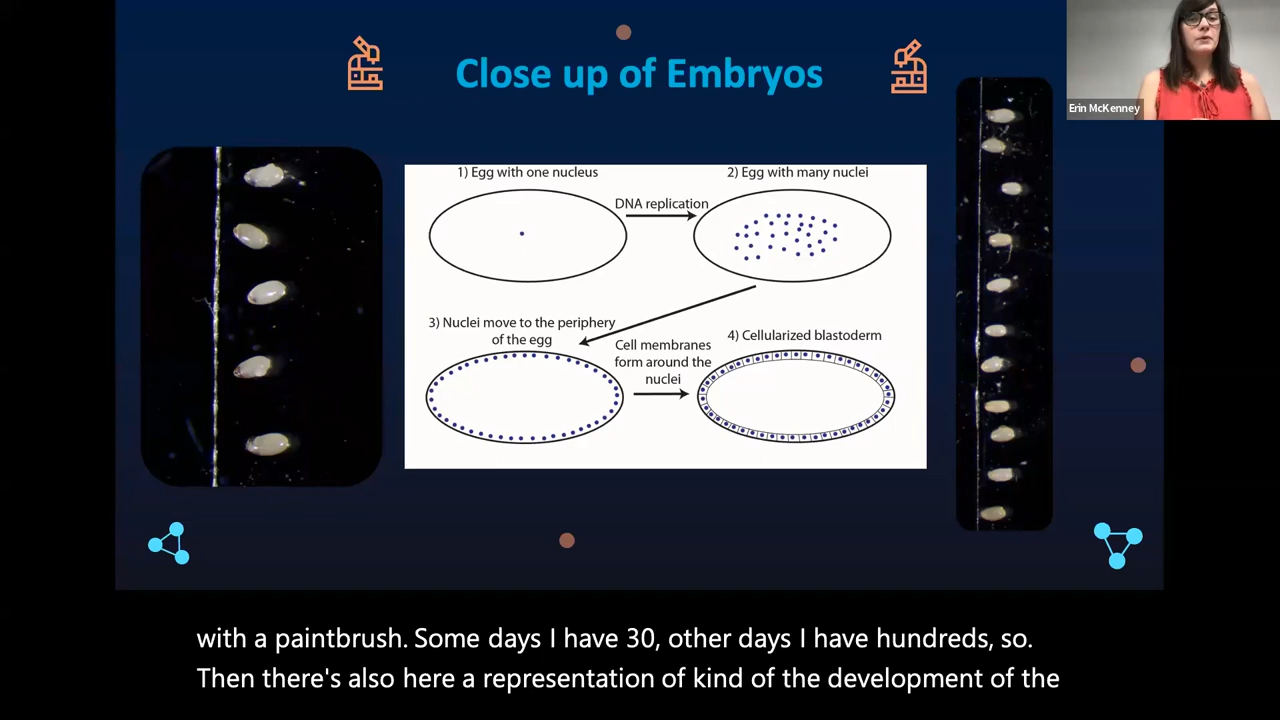 Close up of Embryos
Erin McKenney
1) Egg with one nucleus
DNA replication
2) Egg with many nuclei
3) Nuclei move to the periphery
of the egg
Cell membranes
form around the
nuclei
4) Cellularized blastoderm
with a paintbrush. Some days I have 30, other days I have hundreds, so.
Then there's also here a representation of kind of the development of the